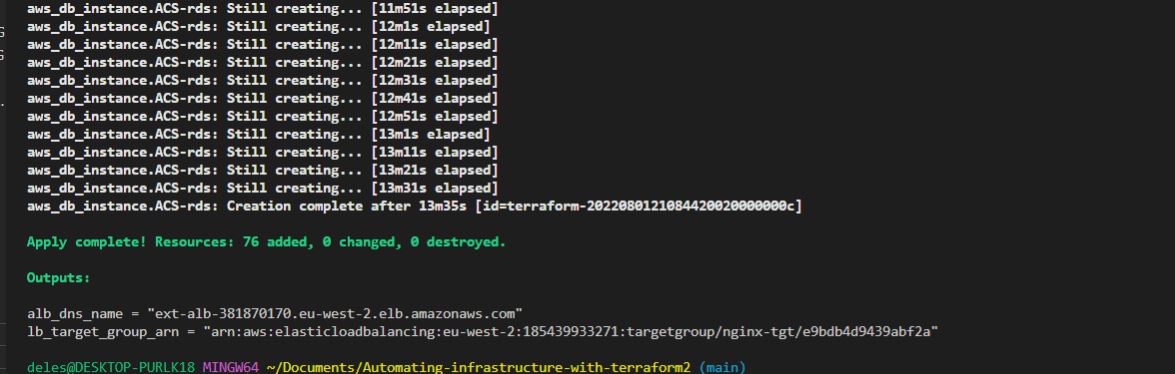 aws_db_instance.ACS-rds: Still creating... [11m51s elapsed]
aws_db_instance.ACS-rds: Still creating... [12m1s elapsed]
aws_db_instance.ACS-rds: Still creating... [12m11s elapsed]
aws_db_instance.ACS-rds: Still creating... [12m21s elapsed]
aws_db_instance.ACS-rds: Still creating... [12m31s elapsed]
aws_db_instance.ACS-rds: Still creating... [12m41s elapsed]
aws_db_instance.ACS-rds: Still creating... [12m51s elapsed]
aws_db_instance.ACS-rds: Still creating... [13m1s elapsed]
aws_db_instance.ACS-rds: Still creating... [13m11s elapsed]
aws_db_instance.ACS-rds: Still creating... [13m21s elapsed]
aws_db_instance.ACS-rds: Still creating... [13m31s elapsed]
aws_db_instance.ACS-rds: Creation complete after 13m35s [id=terraform-20220801210844200200000000c]
Apply complete! Resources: 76 added, 0 changed, 0 destroyed.
Outputs:
alb_dns_name = "ext-alb-381870170.eu-west-2.elb.amazonaws.com"
lb_target_group_arn = "arn:aws:elasticloadbalancing:eu-west-2:185439933271:targetgroup/nginx-tgt/e9bdb4d9439abf2a"
deles@DESKTOP-PURLK18 MINGW64 ~/Documents/Automating-infrastructure-with-terraform2 (main)